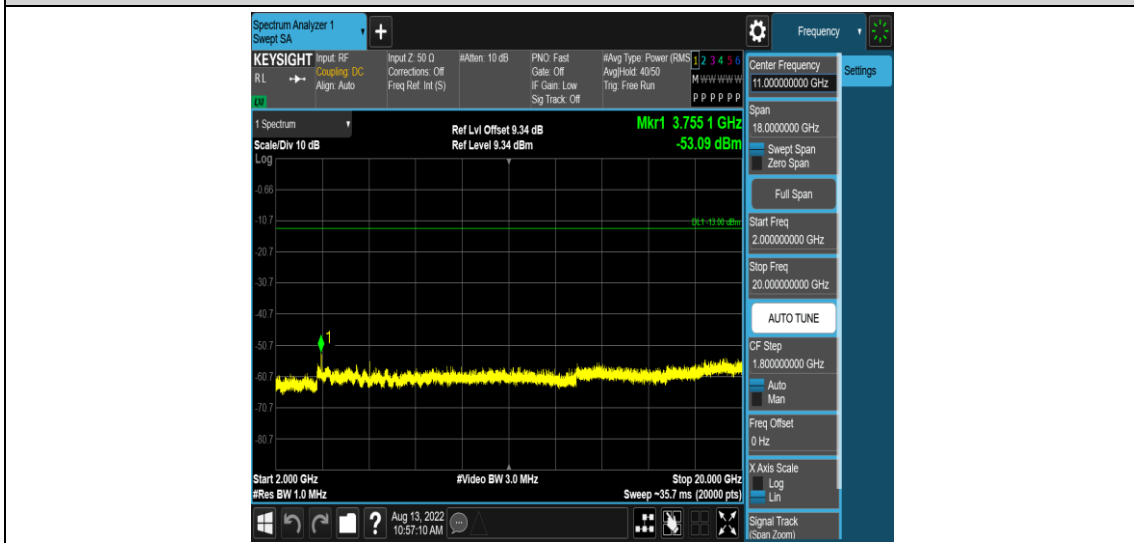 Spectrum Analyzer 1
Swept SA
+
Frequency
KEYSIGHT
RL
LXI
Input: RF
Coupling: DC
Align: Auto
Input Z: 50 Ω
Corrections: Off
Freq Ref: Int (S)
#Atten: 10 dB
PNO: Fast
Gate: Off
IF Gain: Low
Sig Track: Off
#Avg Type: Power (RMS
Avg|Hold: 40/50
Trig: Free Run
1 2 3 4 5 6
M W W W W W
P P P P P P
Center Frequency
11.000000000 GHz
Settings
1 Spectrum
Scale/Div 10 dB
Ref Lvl Offset 9.34 dB
Ref Level 9.34 dBm
Mkr1 3.755 1 GHz
-53.09 dBm
Log
-0.66
-10.7
-20.7
-30.7
-40.7
-50.7
-60.7
-70.7
-80.7
DL1 -13.00 dBm
1
Start 2.000 GHz
#Res BW 1.0 MHz
#Video BW 3.0 MHz
Stop 20.000 GHz
Sweep ~35.7 ms (20000 pts)
Span
18.0000000 GHz
Swept Span
Zero Span
Full Span
Start Freq
2.000000000 GHz
Stop Freq
20.000000000 GHz
AUTO TUNE
CF Step
1.800000000 GHz
Auto
Man
Freq Offset
0 Hz
X Axis Scale
Log
Lin
Signal Track
(Span Zoom)
?
Aug 13, 2022
10:57:10 AM